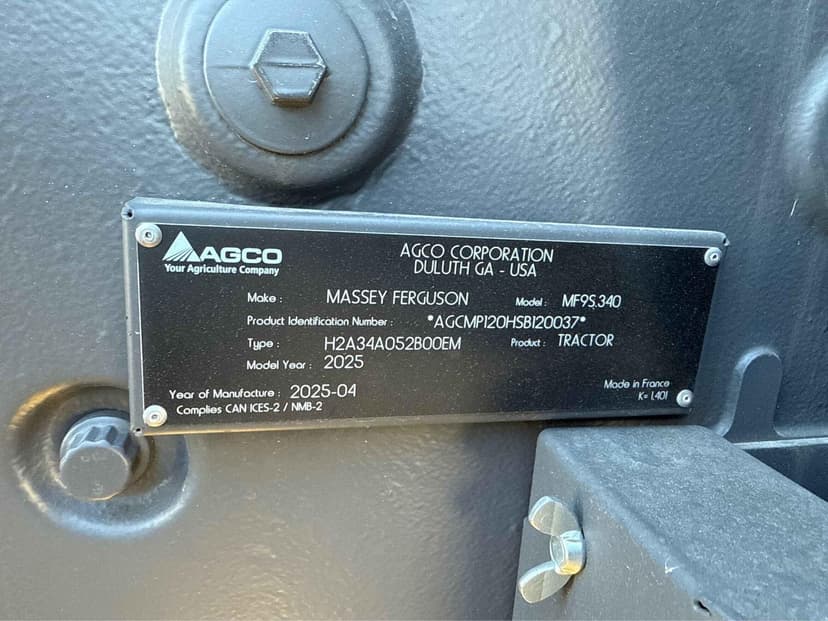 AGCO
Your Agriculture Company
AGCO CORPORATION
DULUTH GA - USA
Make : MASSEY FERGUSON Model : MF9S.340
Product Identification Number : *AGCMP120HSB120037*
Type : H2A34A052B00EM Product : TRACTOR
Model Year : 2025
Year of Manufacture : 2025-04
Complies CAN ICES-2 / NMB-2
Made in France
K= 1,401